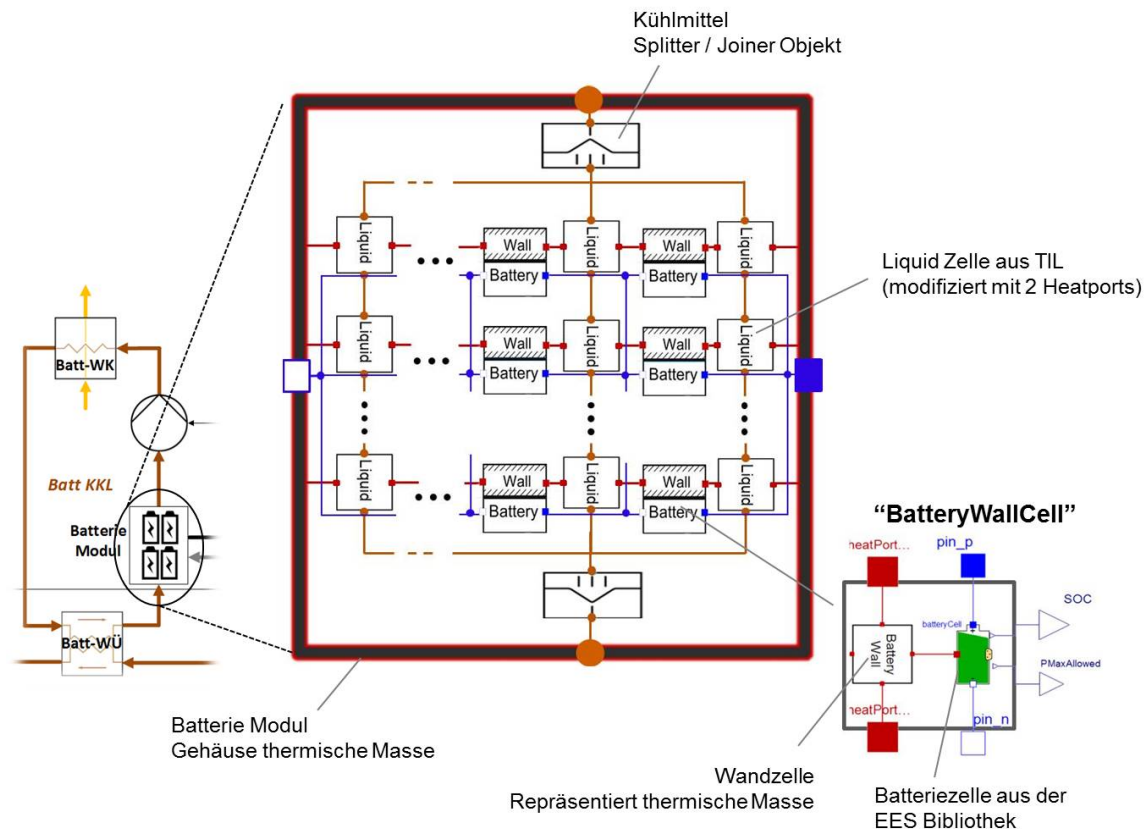 Kühlmittel
Splitter / Joiner Objekt
Liquid
Wall
Battery
Liquid
Wall
Battery
Liquid
Liquid Zelle aus TIL
(modifiziert mit 2 Heatports)
Liquid
Wall
Battery
Liquid
Wall
Battery
Liquid
Batt-WK
Batt KKL
Batterie
Modul
Batt-WÜ
Liquid
Wall
Battery
Liquid
Wall
Battery
Liquid
“BatteryWallCell”
heatPort...
pin_p
SOC
batteryCell
Battery
Wall
PMaxAllowed
heatPort...
pin_n
Batterie Modul
Gehäuse thermische Masse
Wandzelle
Repräsentiert thermische Masse
Batteriezelle aus der
EES Bibliothek